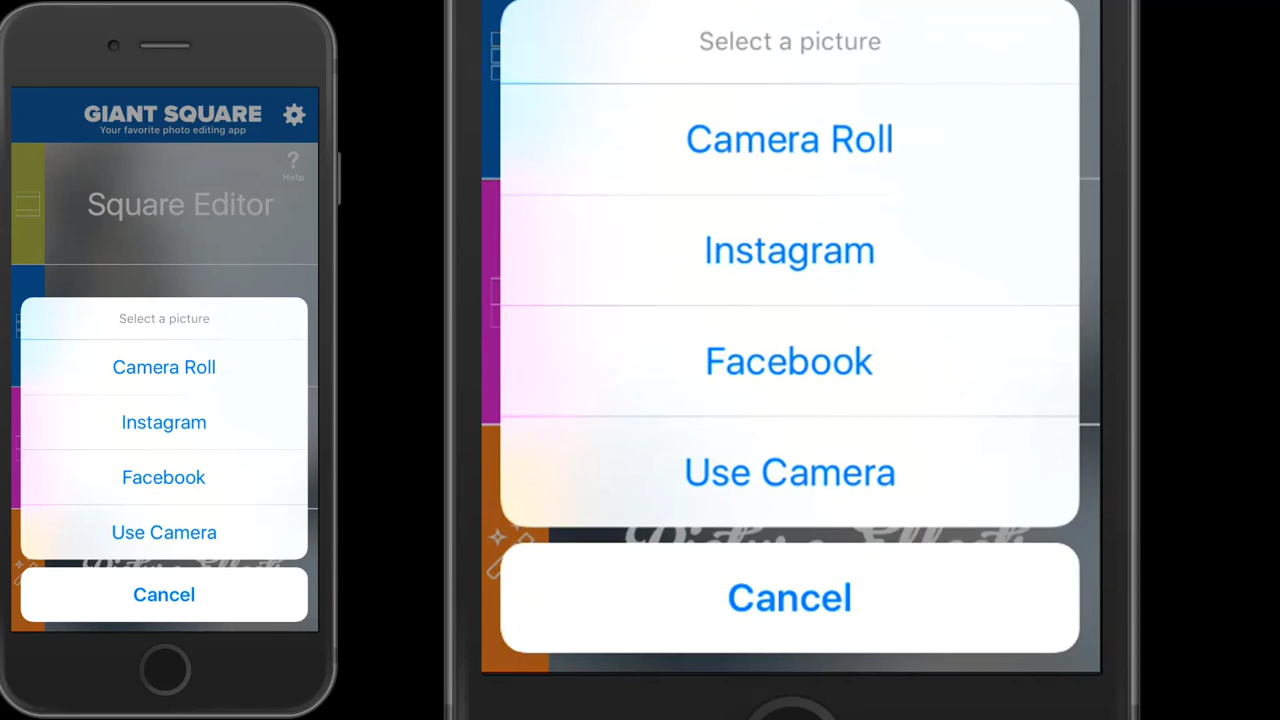 GIANT SQUARE
Your favorite photo editing app
?
Help
Square Editor
Select a picture
Camera Roll
Instagram
Facebook
Use Camera
Cancel
Select a picture
Camera Roll
Instagram
Facebook
Use Camera
Cancel